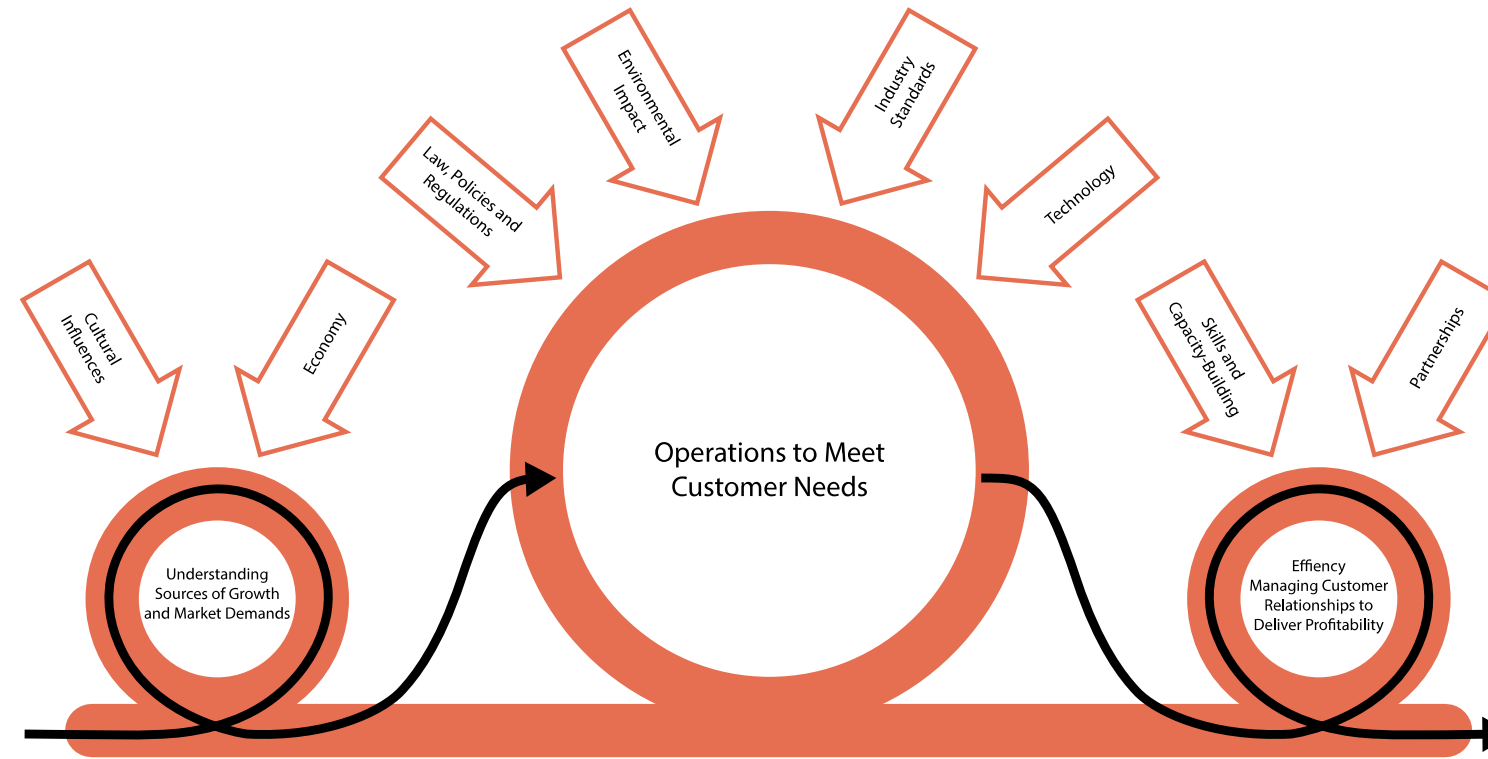 Cultural
Influences
Economy
Law, Policies and
Regulations
Environmental
Impact
Industry
Standards
Technology
Skills and
Capacity-Building
Partnerships
Understanding
Sources of Growth
and Market Demands
Operations to Meet
Customer Needs
Effiency
Managing Customer
Relationships to
Deliver Profitability